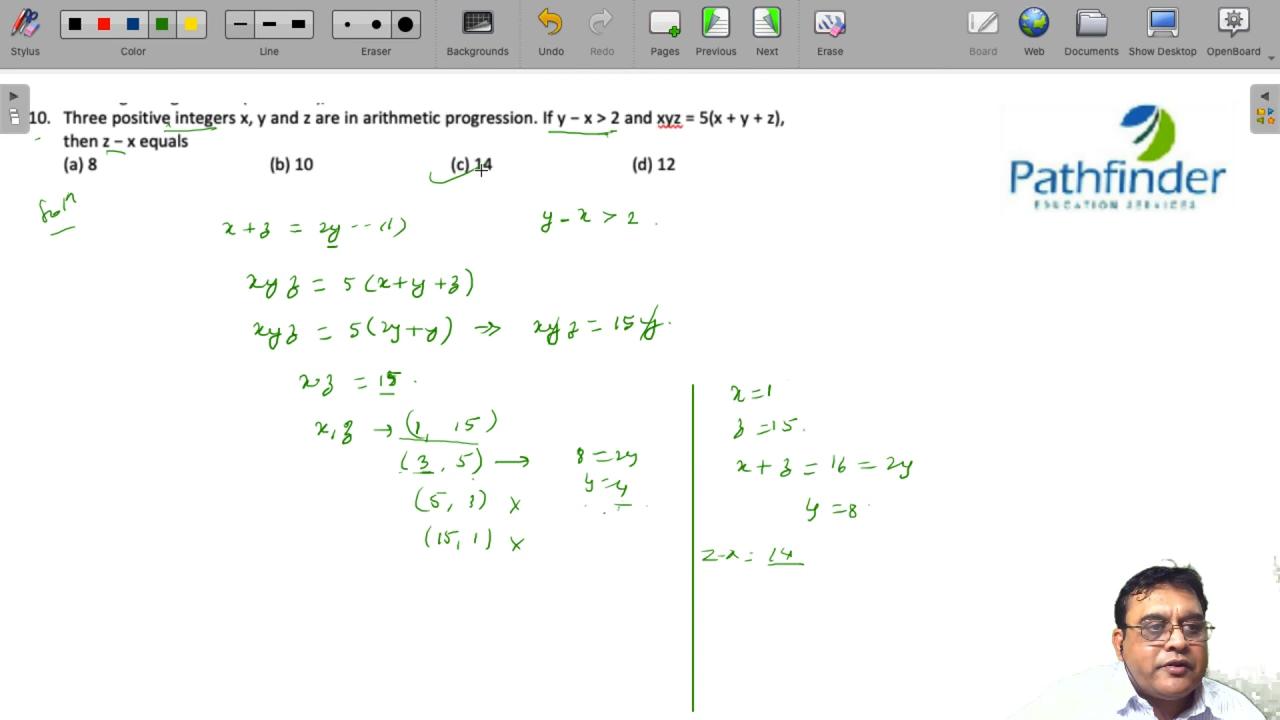 Stylus
Color
Line
Eraser
Backgrounds
Undo
Redo
Pages
Previous
Next
Erase
Board
Web
Documents
Show Desktop
OpenBoard
10. Three positive integers x, y and z are in arithmetic progression. If y − x > 2 and xyz = 5(x + y + z),
then z − x equals
(a) 8 (b) 10 (c) 14 (d) 12
Pathfinder
EDUCATION SERVICES
Soln
x + z = 2y --(1)
y - x > 2 .
xyz = 5(x+y+z)
xyz = 5(2y+y) ⇒ xyz = 15y.
xz = 15 .
x, z → (1, 15)
(3, 5) → 8 = 2y
y = 4
(5, 3) x
(15, 1) x
x = 1
z = 15.
x + z = 16 = 2y
y = 8
z-x = 14